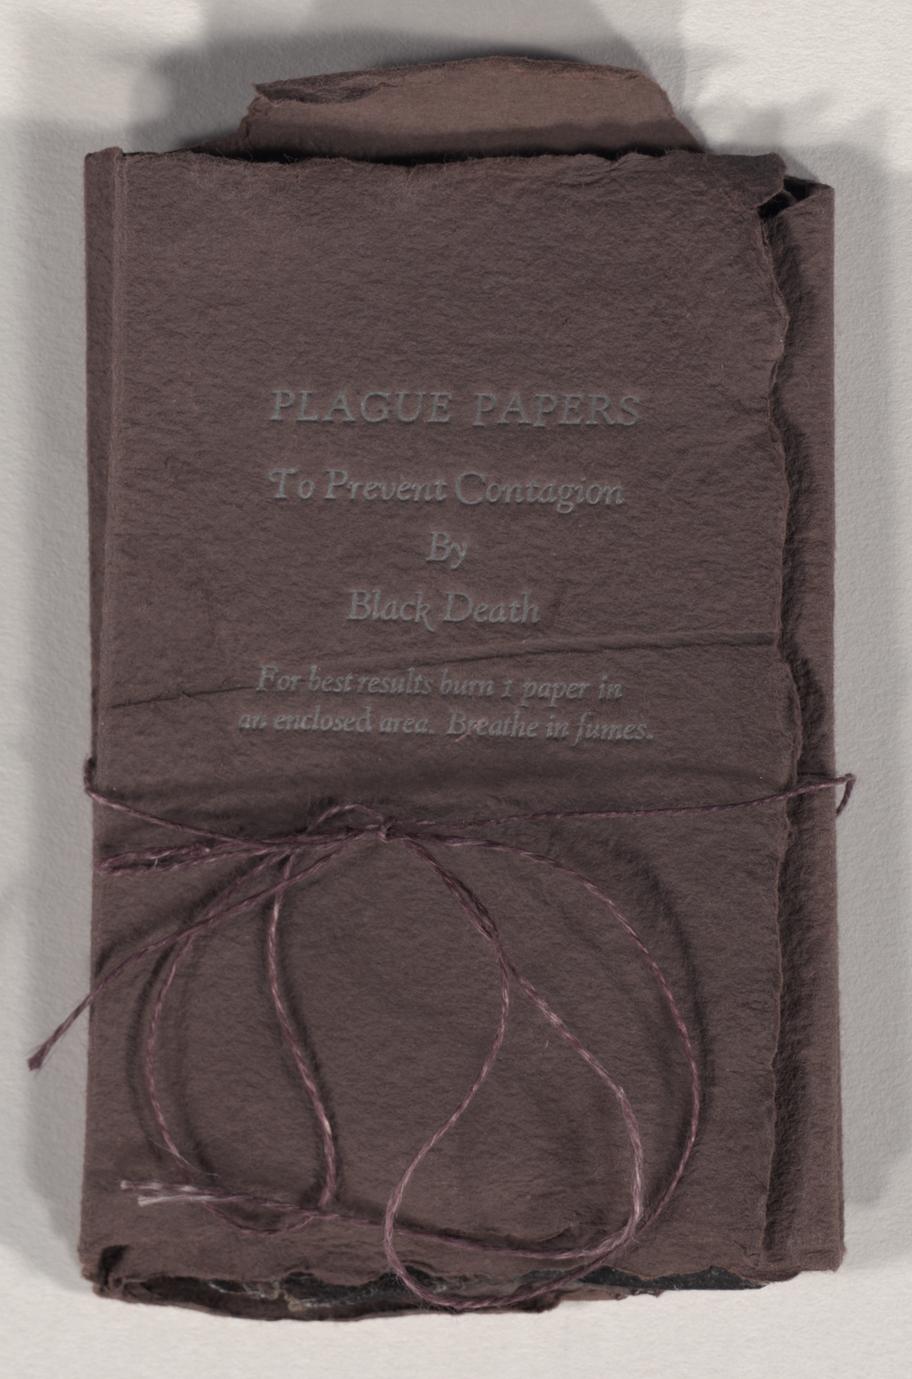 PLAGUE PAPERS
To Prevent Contagion
By
Black Death
For best results burn 1 paper in
an enclosed area. Breathe in fumes.